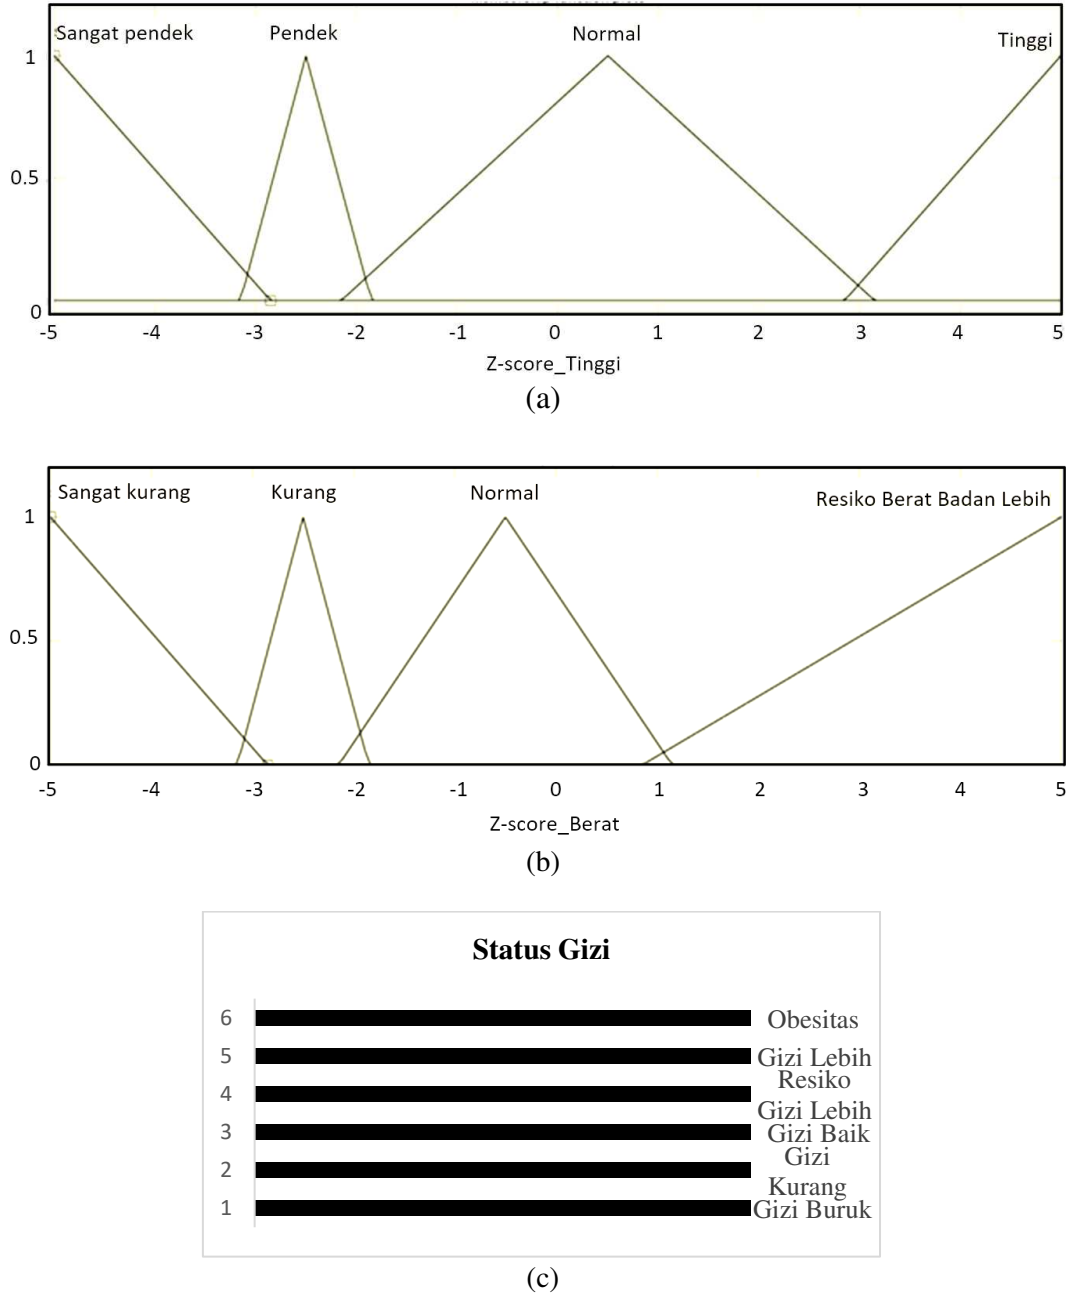 Sangat pendek Pendek Normal Tinggi
1
0.5
0
-5 -4 -3 -2 -1 0 1 2 3 4 5
Z-score_Tinggi
(a)
Sangat kurang Kurang Normal Resiko Berat Badan Lebih
1
0.5
0
-5 -4 -3 -2 -1 0 1 2 3 4 5
Z-score_Berat
(b)
Status Gizi
6 Obesitas
5 Gizi Lebih
4 Resiko
Gizi Lebih
3 Gizi Baik
2 Gizi
Kurang
1 Gizi Buruk
(c)